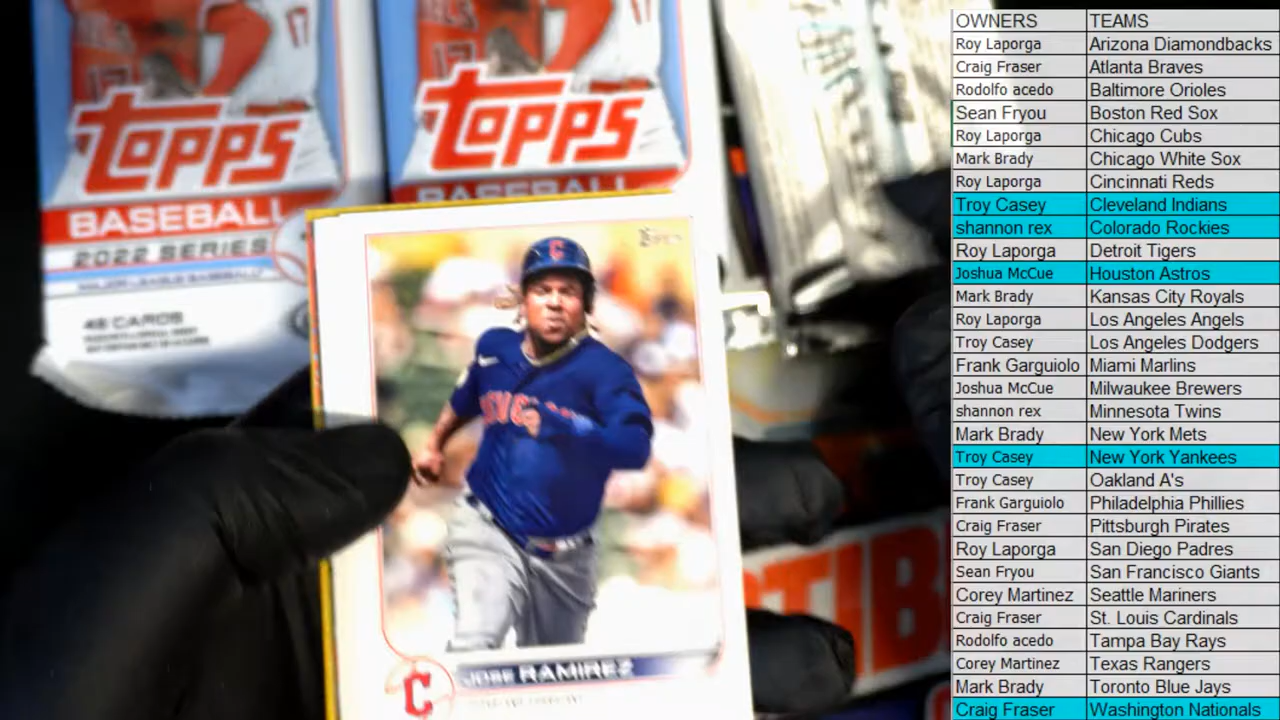 17
17
TOPPS
BASEBALL
2022 SERIES
MAJOR LEAGUE BASEBALL
48 CARDS
TOPPS
BASEBALL
C
JOSE RAMIREZ
C
OWNERS TEAMS
Roy Laporga Arizona Diamondbacks
Craig Fraser Atlanta Braves
Rodolfo acedo Baltimore Orioles
Sean Fryou Boston Red Sox
Roy Laporga Chicago Cubs
Mark Brady Chicago White Sox
Roy Laporga Cincinnati Reds
Troy Casey Cleveland Indians
shannon rex Colorado Rockies
Roy Laporga Detroit Tigers
Joshua McCue Houston Astros
Mark Brady Kansas City Royals
Roy Laporga Los Angeles Angels
Troy Casey Los Angeles Dodgers
Frank Garguiolo Miami Marlins
Joshua McCue Milwaukee Brewers
shannon rex Minnesota Twins
Mark Brady New York Mets
Troy Casey New York Yankees
Troy Casey Oakland A's
Frank Garguiolo Philadelphia Phillies
Craig Fraser Pittsburgh Pirates
Roy Laporga San Diego Padres
Sean Fryou San Francisco Giants
Corey Martinez Seattle Mariners
Craig Fraser St. Louis Cardinals
Rodolfo acedo Tampa Bay Rays
Corey Martinez Texas Rangers
Mark Brady Toronto Blue Jays
Craig Fraser Washington Nationals